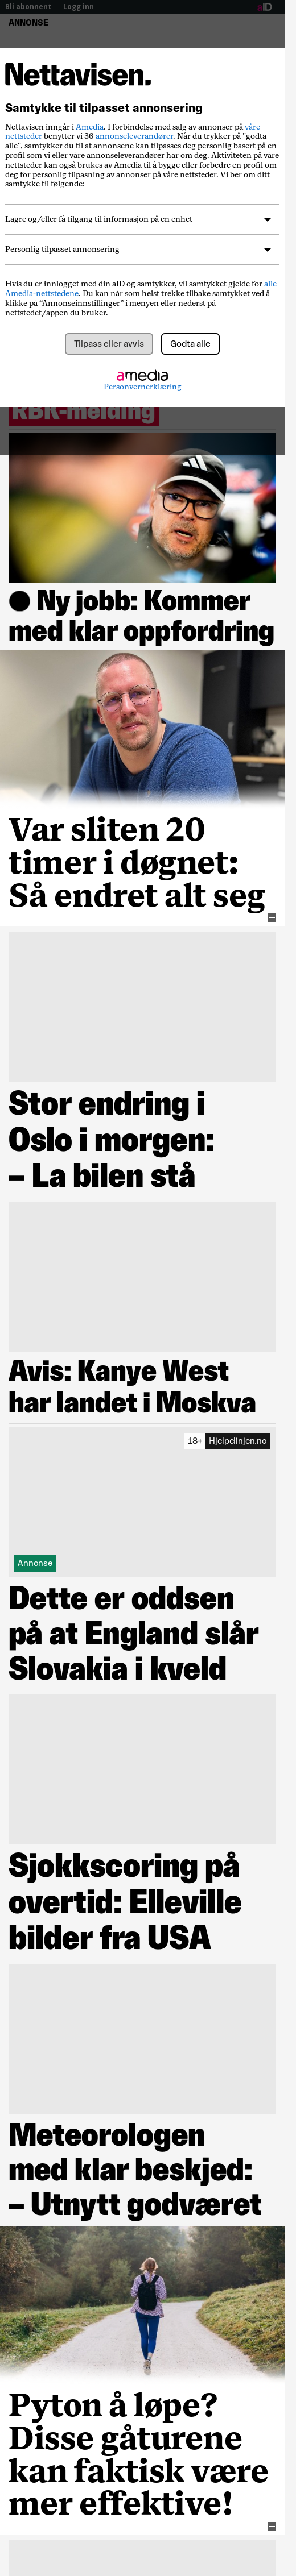 Bli abonnent | Logg inn
aID
ANNONSE
Nettavisen.
Samtykke til tilpasset annonsering
Nettavisen inngår i Amedia. I forbindelse med salg av annonser på våre
nettsteder benytter vi 36 annonseleverandører. Når du trykker på "godta
alle", samtykker du til at annonsene kan tilpasses deg personlig basert på en
profil som vi eller våre annonseleverandører har om deg. Aktiviteten på våre
nettsteder kan også brukes av Amedia til å bygge eller forbedre en profil om
deg for personlig tilpasning av annonser på våre nettsteder. Vi ber om ditt
samtykke til følgende:
Lagre og/eller få tilgang til informasjon på en enhet
Personlig tilpasset annonsering
Hvis du er innlogget med din aID og samtykker, vil samtykket gjelde for alle
Amedia-nettstedene. Du kan når som helst trekke tilbake samtykket ved å
klikke på “Annonseinnstillinger” i menyen eller nederst på
nettstedet/appen du bruker.
Tilpass eller avvis
Godta alle
amedia
Personvernerklæring
RBK-melding
Ny jobb: Kommer
med klar oppfordring
Var sliten 20
timer i døgnet:
Så endret alt seg
Stor endring i
Oslo i morgen:
– La bilen stå
Avis: Kanye West
har landet i Moskva
18+ Hjelpelinjen.no
Annonse
Dette er oddsen
på at England slår
Slovakia i kveld
Sjokkscoring på
overtid: Elleville
bilder fra USA
Meteorologen
med klar beskjed:
– Utnytt godværet
Pyton å løpe?
Disse gåturene
kan faktisk være
mer effektive!